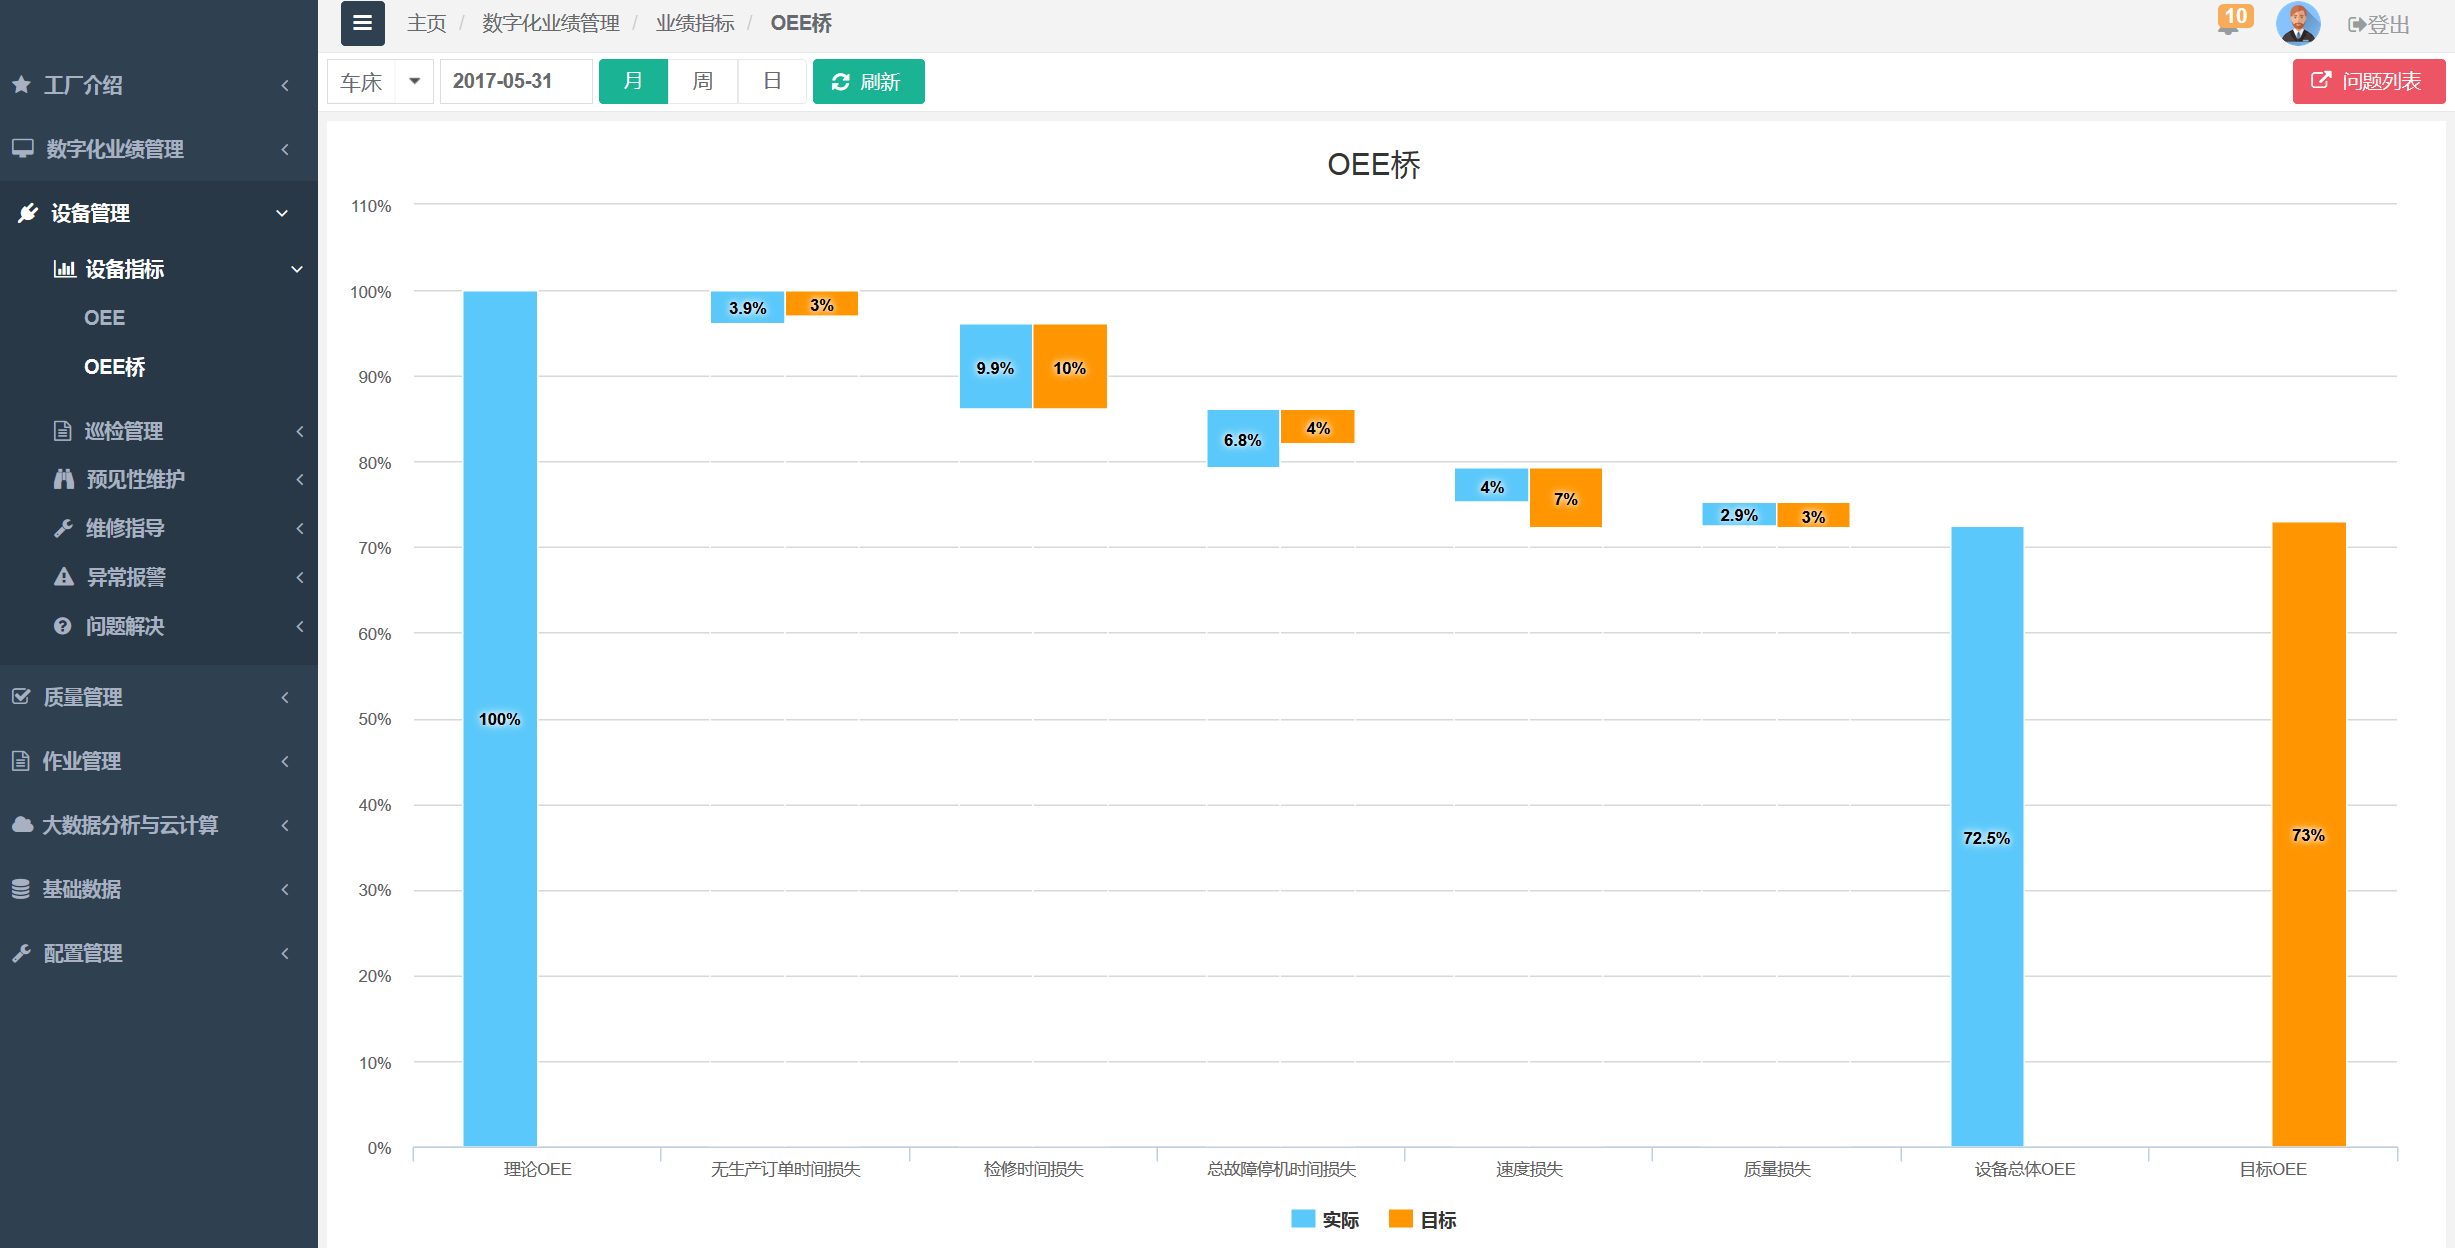 主页 / 数字化业绩管理 / 业绩指标 / OEE桥
10
登出
工厂介绍
数字化业绩管理
设备管理
设备指标
OEE
OEE桥
巡检管理
预见性维护
维修指导
异常报警
问题解决
质量管理
作业管理
大数据分析与云计算
基础数据
配置管理
车床 2017-05-31 月 周 日 刷新 问题列表
OEE桥
110%
100%
90%
80%
70%
60%
50%
40%
30%
20%
10%
0%
100%
3.9% 3%
9.9% 10%
6.8% 4%
4% 7%
2.9% 3%
72.5%
73%
理论OEE 无生产订单时间损失 检修时间损失 总故障停机时间损失 速度损失 质量损失 设备总体OEE 目标OEE
实际 目标